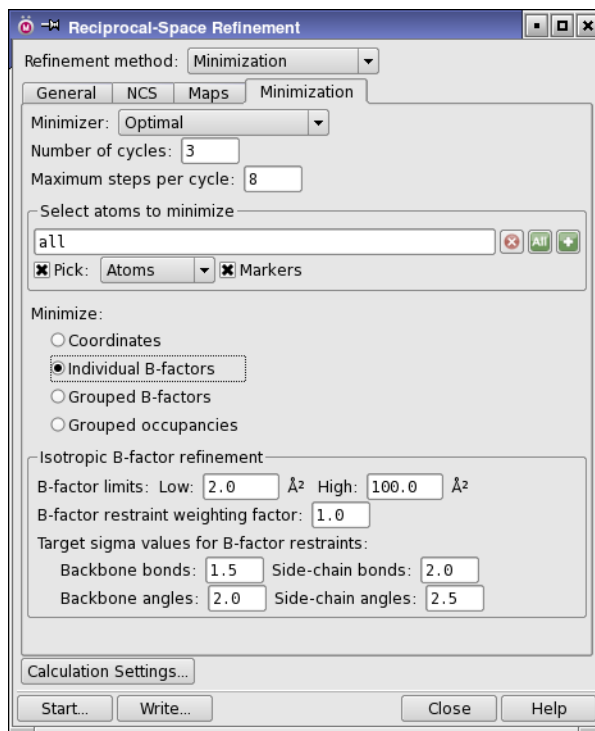 Reciprocal-Space Refinement
Refinement method: Minimization
General NCS Maps Minimization
Minimizer: Optimal
Number of cycles: 3
Maximum steps per cycle: 8
Select atoms to minimize
all All
Pick: Atoms Markers
Minimize:
Coordinates
Individual B-factors
Grouped B-factors
Grouped occupancies
Isotropic B-factor refinement
B-factor limits: Low: 2.0 Å² High: 100.0 Å²
B-factor restraint weighting factor: 1.0
Target sigma values for B-factor restraints:
Backbone bonds: 1.5 Side-chain bonds: 2.0
Backbone angles: 2.0 Side-chain angles: 2.5
Calculation Settings...
Start... Write... Close Help